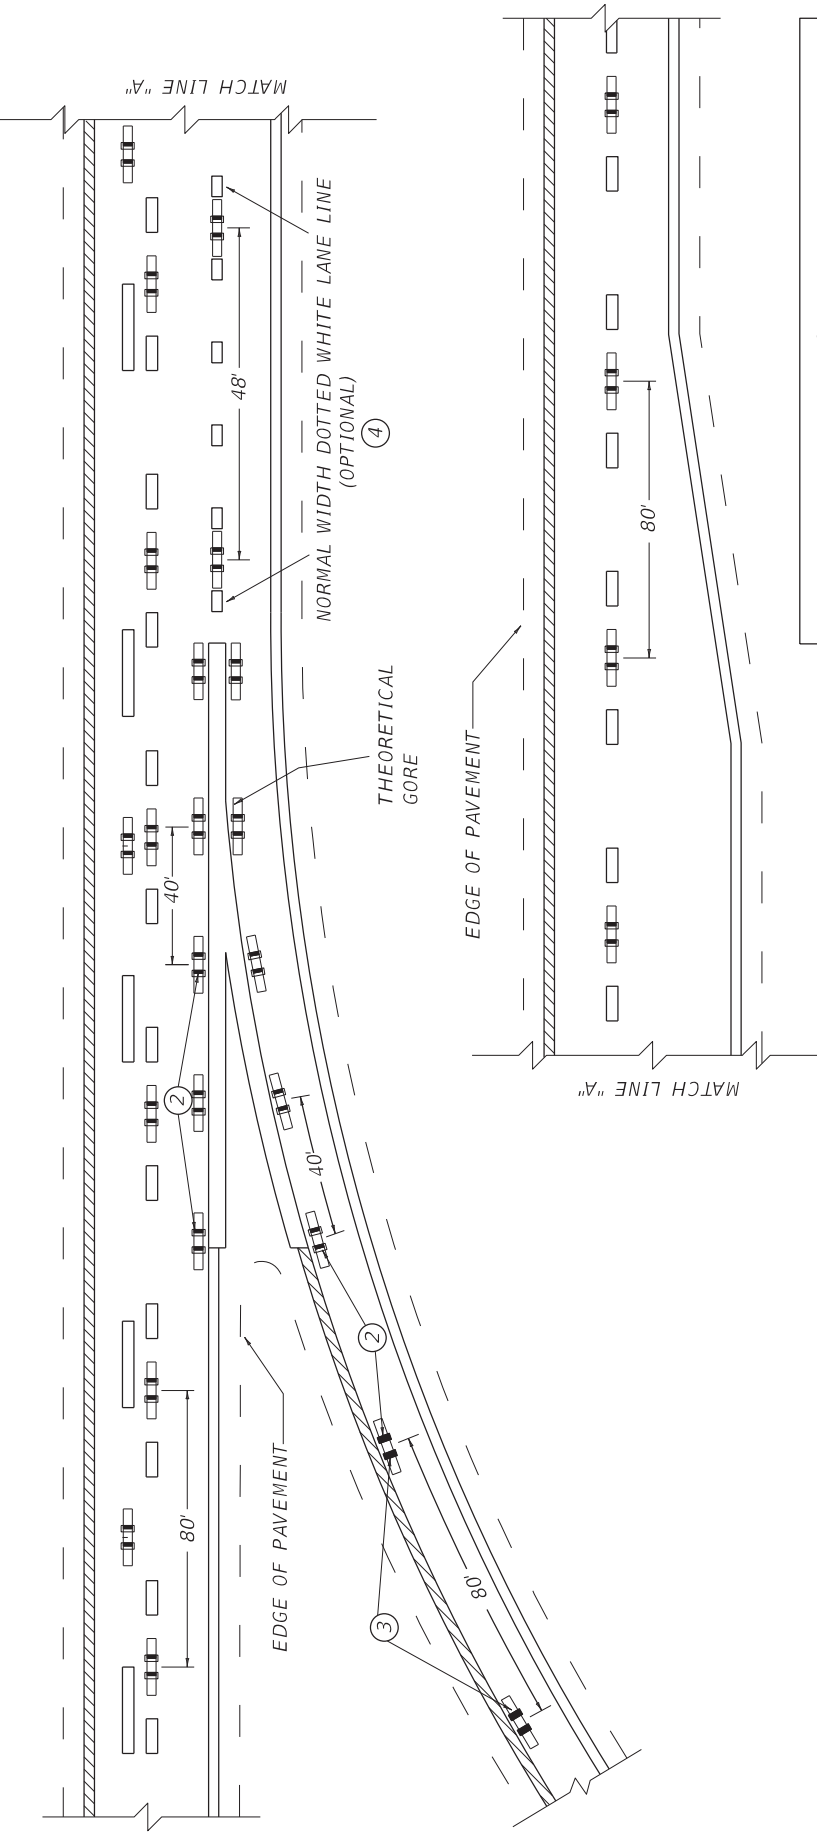 MATCH LINE "A"
48'
NORMAL WIDTH DOTTED WHITE LANE LINE
(OPTIONAL)
4
THEORETICAL
GORE
40'
2
40'
2
80'
EDGE OF PAVEMENT
3
80'
80'
EDGE OF PAVEMENT
MATCH LINE "A"